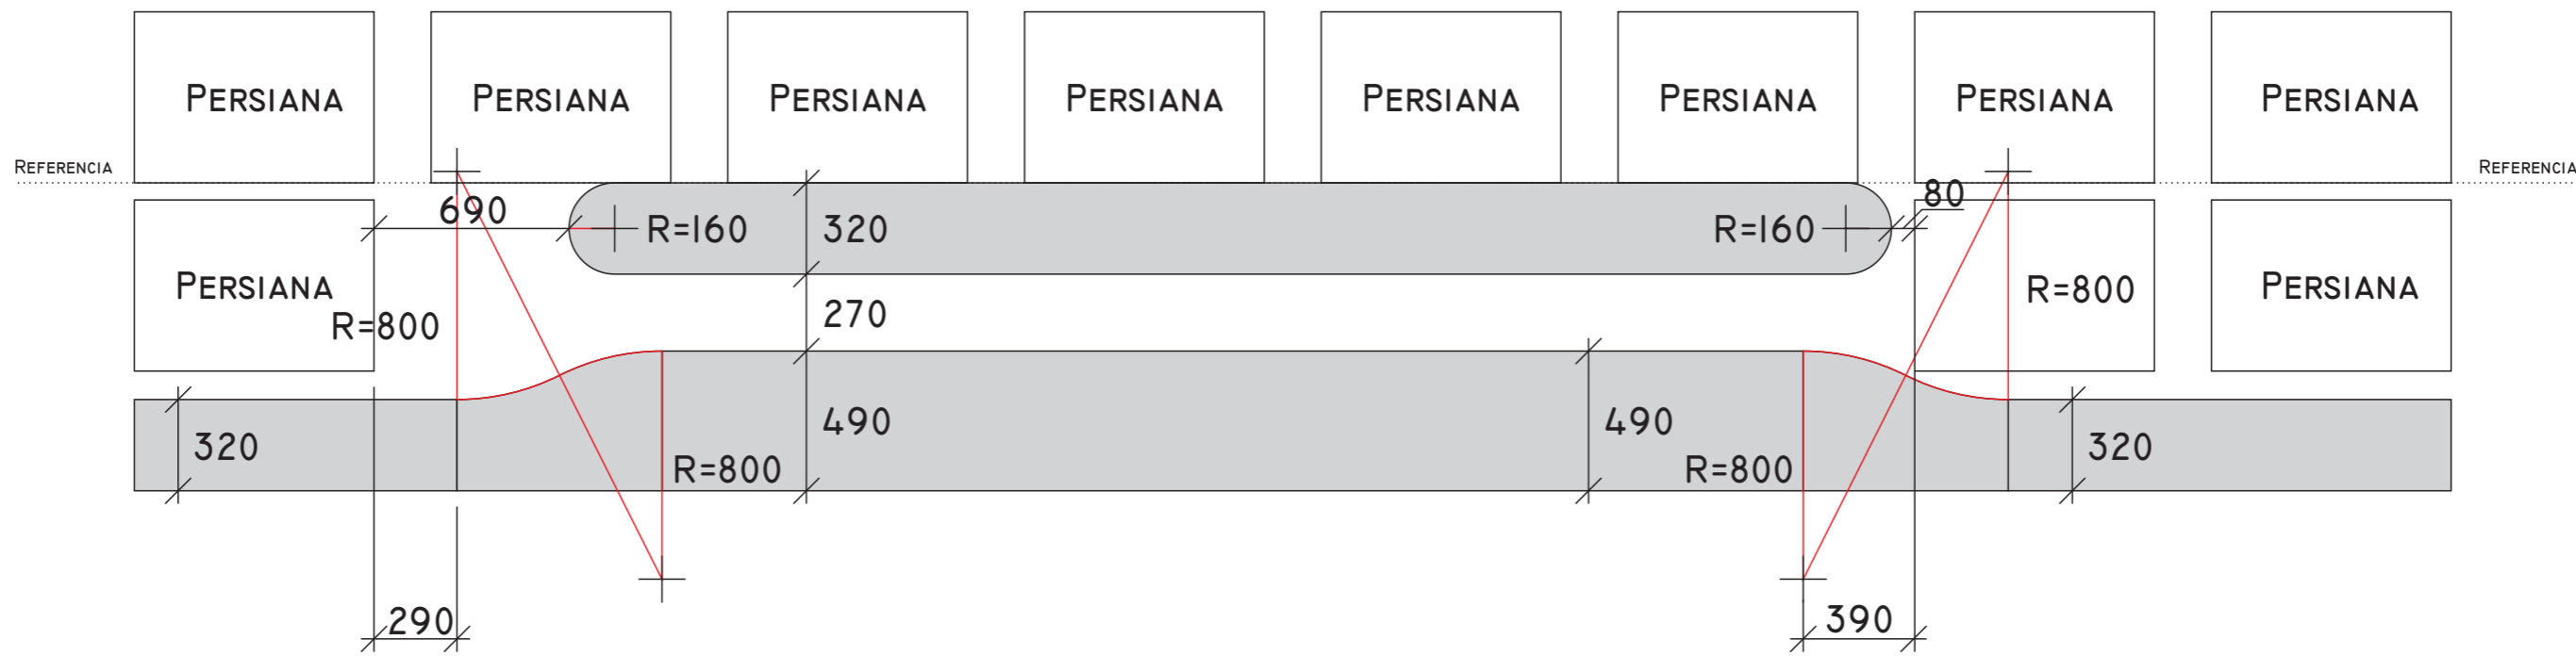 PERSIANA PERSIANA PERSIANA PERSIANA PERSIANA PERSIANA PERSIANA PERSIANA
REFERENCIA REFERENCIA
690 80
R=160 320 R=160
PERSIANA R=800 PERSIANA
R=800 270
320 490 490 320
R=800 R=800
290 390